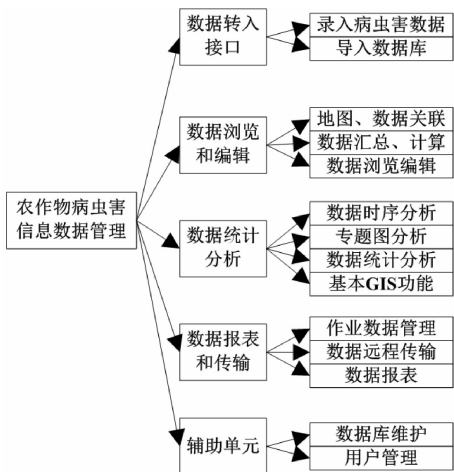 数据转入
接口
录入病虫害数据
导入数据库
数据浏览
和编辑
地图、数据关联
数据汇总、计算
数据浏览编辑
农作物病虫害
信息数据管理
数据统计
分析
数据时序分析
专题图分析
数据统计分析
基本GIS功能
数据报表
和传输
作业数据管理
数据远程传输
数据报表
辅助单元
数据库维护
用户管理